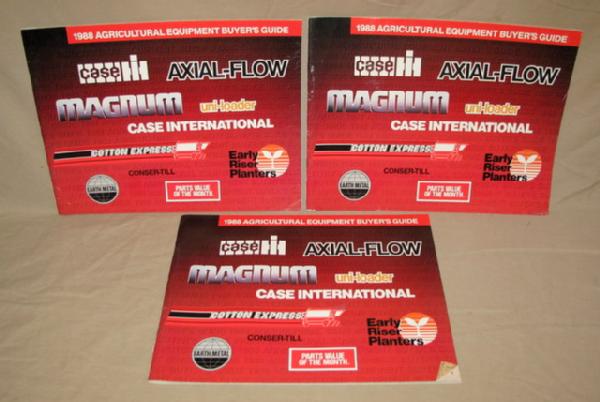 1988 AGRICULTURAL EQUIPMENT BUYER'S GUIDE
CASE IH AXIAL-FLOW
MAGNUM uni-loader
CASE INTERNATIONAL
COTTON EXPRESS
Early
Riser
Planters
CONSER-TILL
EARTH METAL
PARTS VALUE
OF THE MONTH
1988 AGRICULTURAL EQUIPMENT BUYER'S GUIDE
CASE IH AXIAL-FLOW
MAGNUM uni-loader
CASE INTERNATIONAL
COTTON EXPRESS
Early
Riser
Planters
CONSER-TILL
EARTH METAL
PARTS VALUE
OF THE MONTH
1988 AGRICULTURAL EQUIPMENT BUYER'S GUIDE
CASE IH AXIAL-FLOW
MAGNUM uni-loader
CASE INTERNATIONAL
COTTON EXPRESS
Early
Riser
Planters
CONSER-TILL
EARTH METAL
PARTS VALUE
OF THE MONTH